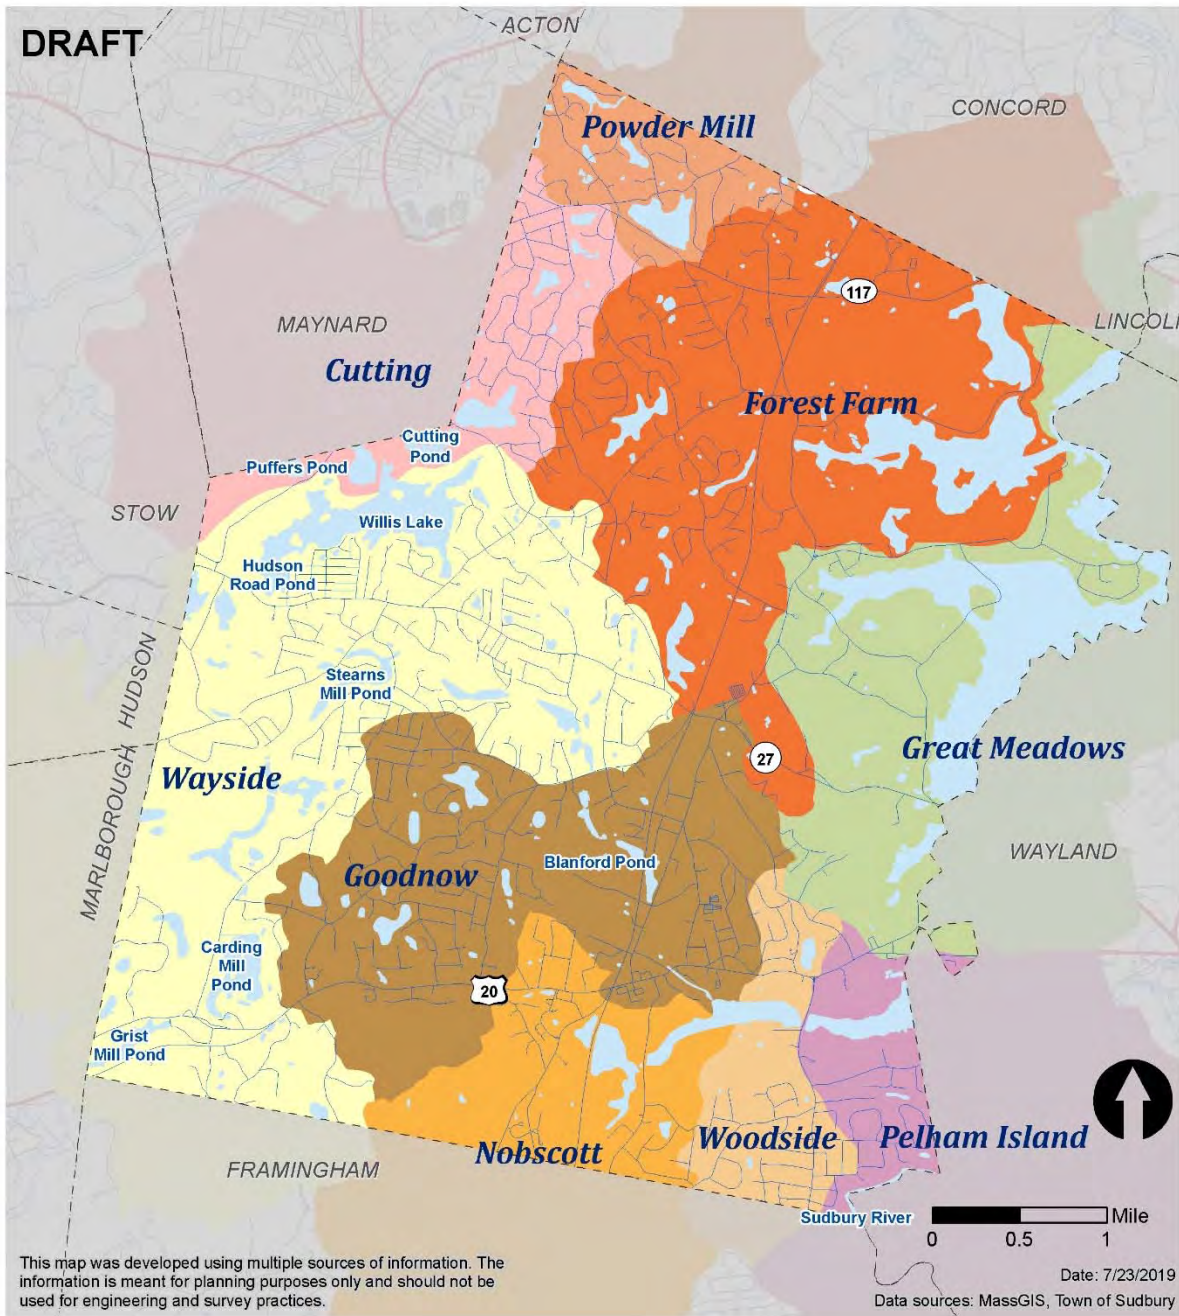 DRAFT
ACTON
CONCORD
Powder Mill
117
LINCOLN
MAYNARD
Cutting
Forest Farm
Cutting
Pond
Puffers Pond
STOW
Willis Lake
Hudson
Road Pond
HUDSON
Stearns
Mill Pond
Great Meadows
27
Wayside
MARLBOROUGH
WAYLAND
Blanford Pond
Goodnow
Carding
Mill
Pond
20
Grist
Mill Pond
Woodside
Pelham Island
Nobscott
FRAMINGHAM
Sudbury River
Mile
0 0.5 1
This map was developed using multiple sources of information. The
information is meant for planning purposes only and should not be
used for engineering and survey practices.
Date: 7/23/2019
Data sources: MassGIS, Town of Sudbury